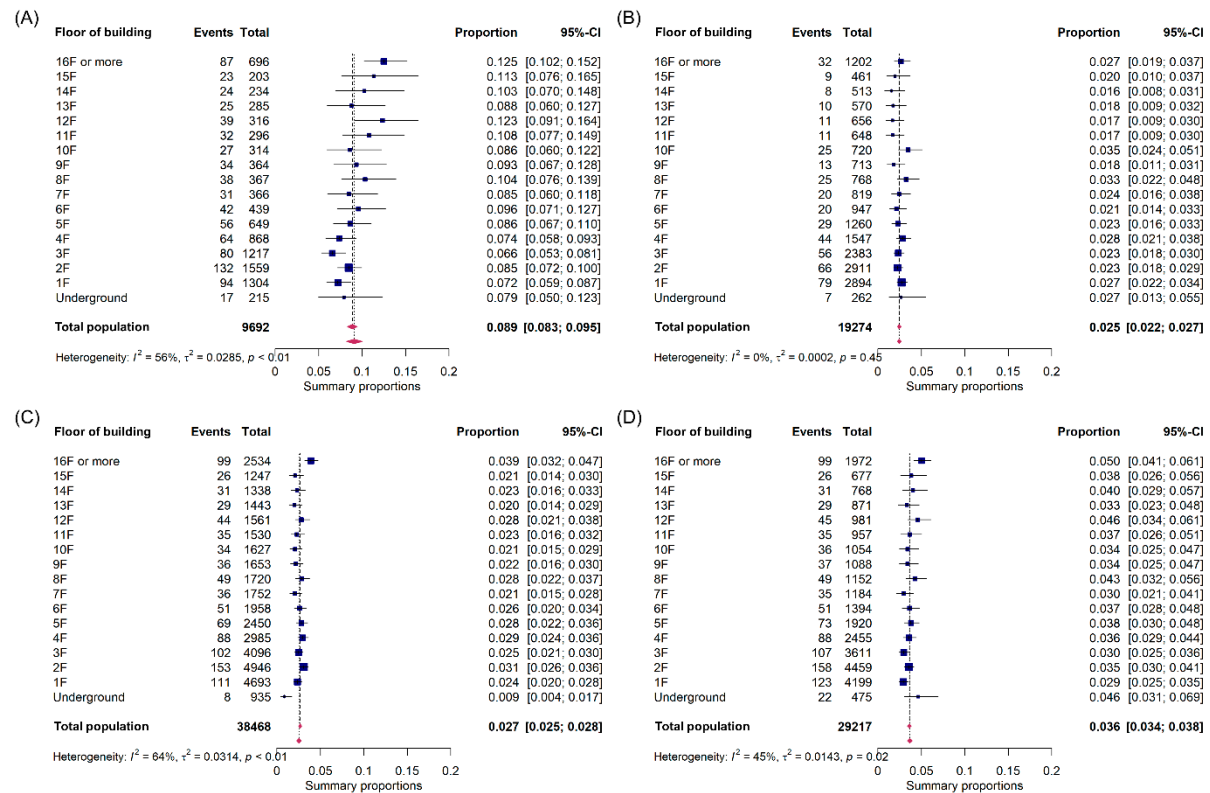 (A)
Floor of building Events Total Proportion 95%-CI
16F or more 87 696 0.125 [0.102; 0.152]
15F 23 203 0.113 [0.076; 0.165]
14F 24 234 0.103 [0.070; 0.148]
13F 25 285 0.088 [0.060; 0.127]
12F 39 316 0.123 [0.091; 0.164]
11F 32 296 0.108 [0.077; 0.149]
10F 27 314 0.086 [0.060; 0.122]
9F 34 364 0.093 [0.067; 0.128]
8F 38 367 0.104 [0.076; 0.139]
7F 31 366 0.085 [0.060; 0.118]
6F 42 439 0.096 [0.071; 0.127]
5F 56 649 0.086 [0.067; 0.110]
4F 64 868 0.074 [0.058; 0.093]
3F 80 1217 0.066 [0.053; 0.081]
2F 132 1559 0.085 [0.072; 0.100]
1F 94 1304 0.072 [0.059; 0.087]
Underground 17 215 0.079 [0.050; 0.123]
Total population 9692 0.089 [0.083; 0.095]
Heterogeneity: I² = 56%, τ² = 0.0285, p < 0.01
0 0.05 0.1 0.15 0.2
Summary proportions
(B)
Floor of building Events Total Proportion 95%-CI
16F or more 32 1202 0.027 [0.019; 0.037]
15F 9 461 0.020 [0.010; 0.037]
14F 8 513 0.016 [0.008; 0.031]
13F 10 570 0.018 [0.009; 0.032]
12F 11 656 0.017 [0.009; 0.030]
11F 11 648 0.017 [0.009; 0.030]
10F 25 720 0.035 [0.024; 0.051]
9F 13 713 0.018 [0.011; 0.031]
8F 25 768 0.033 [0.022; 0.048]
7F 20 819 0.024 [0.016; 0.038]
6F 20 947 0.021 [0.014; 0.033]
5F 29 1260 0.023 [0.016; 0.033]
4F 44 1547 0.028 [0.021; 0.038]
3F 56 2383 0.023 [0.018; 0.030]
2F 66 2911 0.023 [0.018; 0.029]
1F 79 2894 0.027 [0.022; 0.034]
Underground 7 262 0.027 [0.013; 0.055]
Total population 19274 0.025 [0.022; 0.027]
Heterogeneity: I² = 0%, τ² = 0.0002, p = 0.45
0 0.05 0.1 0.15 0.2
Summary proportions
(C)
Floor of building Events Total Proportion 95%-CI
16F or more 99 2534 0.039 [0.032; 0.047]
15F 26 1247 0.021 [0.014; 0.030]
14F 31 1338 0.023 [0.016; 0.033]
13F 29 1443 0.020 [0.014; 0.029]
12F 44 1561 0.028 [0.021; 0.038]
11F 35 1530 0.023 [0.016; 0.032]
10F 34 1627 0.021 [0.015; 0.029]
9F 36 1653 0.022 [0.016; 0.030]
8F 49 1720 0.028 [0.022; 0.037]
7F 36 1752 0.021 [0.015; 0.028]
6F 51 1958 0.026 [0.020; 0.034]
5F 69 2450 0.028 [0.022; 0.036]
4F 88 2985 0.029 [0.024; 0.036]
3F 102 4096 0.025 [0.021; 0.030]
2F 153 4946 0.031 [0.026; 0.036]
1F 111 4693 0.024 [0.020; 0.028]
Underground 8 935 0.009 [0.004; 0.017]
Total population 38468 0.027 [0.025; 0.028]
Heterogeneity: I² = 64%, τ² = 0.0314, p < 0.01
0 0.05 0.1 0.15 0.2
Summary proportions
(D)
Floor of building Events Total Proportion 95%-CI
16F or more 99 1972 0.050 [0.041; 0.061]
15F 26 677 0.038 [0.026; 0.056]
14F 31 768 0.040 [0.029; 0.057]
13F 29 871 0.033 [0.023; 0.048]
12F 45 981 0.046 [0.034; 0.061]
11F 35 957 0.037 [0.026; 0.051]
10F 36 1054 0.034 [0.025; 0.047]
9F 37 1088 0.034 [0.025; 0.047]
8F 49 1152 0.043 [0.032; 0.056]
7F 35 1184 0.030 [0.021; 0.041]
6F 51 1394 0.037 [0.028; 0.048]
5F 73 1920 0.038 [0.030; 0.048]
4F 88 2455 0.036 [0.029; 0.044]
3F 107 3611 0.030 [0.025; 0.036]
2F 158 4459 0.035 [0.030; 0.041]
1F 123 4199 0.029 [0.025; 0.035]
Underground 22 475 0.046 [0.031; 0.069]
Total population 29217 0.036 [0.034; 0.038]
Heterogeneity: I² = 45%, τ² = 0.0143, p = 0.02
0 0.05 0.1 0.15 0.2
Summary proportions